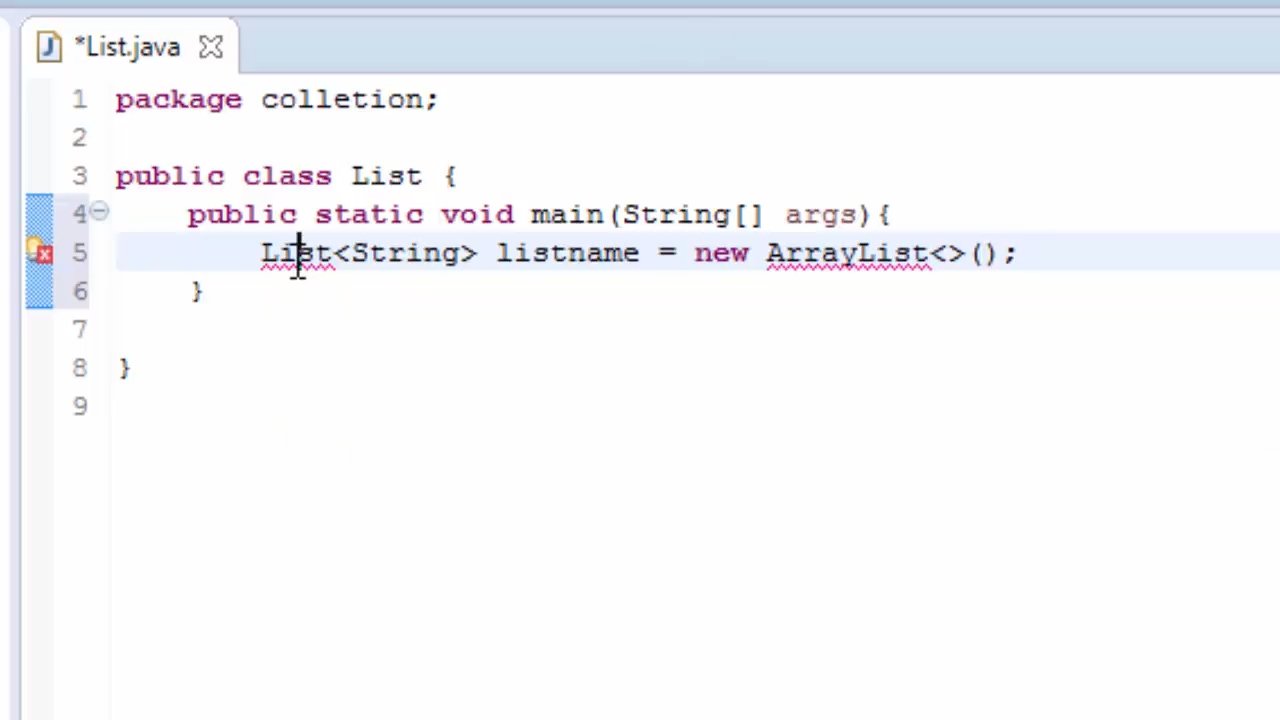 *List.java
1 package colletion;
2
3 public class List {
4 public static void main(String[] args){
5 List<String> listname = new ArrayList<>();
6 }
7
8 }
9